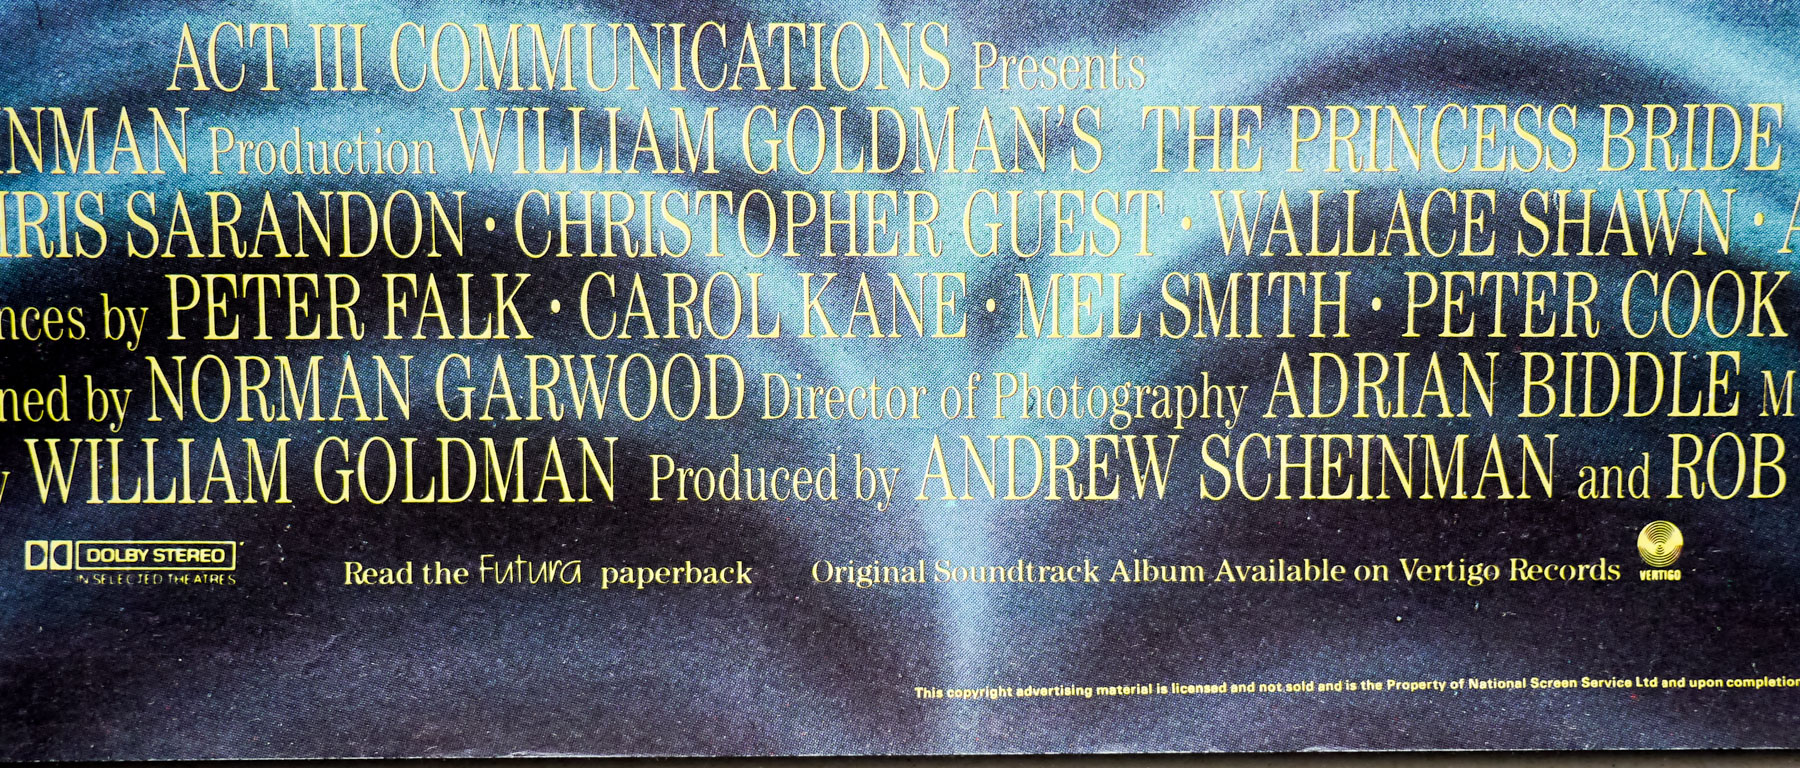 ACT III COMMUNICATIONS Presents
INMAN Production WILLIAM GOLDMAN'S THE PRINCESS BRIDE
HRIS SARANDON • CHRISTOPHER GUEST • WALLACE SHAWN • A
nces by PETER FALK • CAROL KANE • MEL SMITH • PETER COOK
ned by NORMAN GARWOOD Director of Photography ADRIAN BIDDLE M
y WILLIAM GOLDMAN Produced by ANDREW SCHEINMAN and ROB
DOLBY STEREO
IN SELECTED THEATRES
Read the Futura paperback
Original Soundtrack Album Available on Vertigo Records
VERTIGO
This copyright advertising material is licensed and not sold and is the Property of National Screen Service Ltd and upon completion